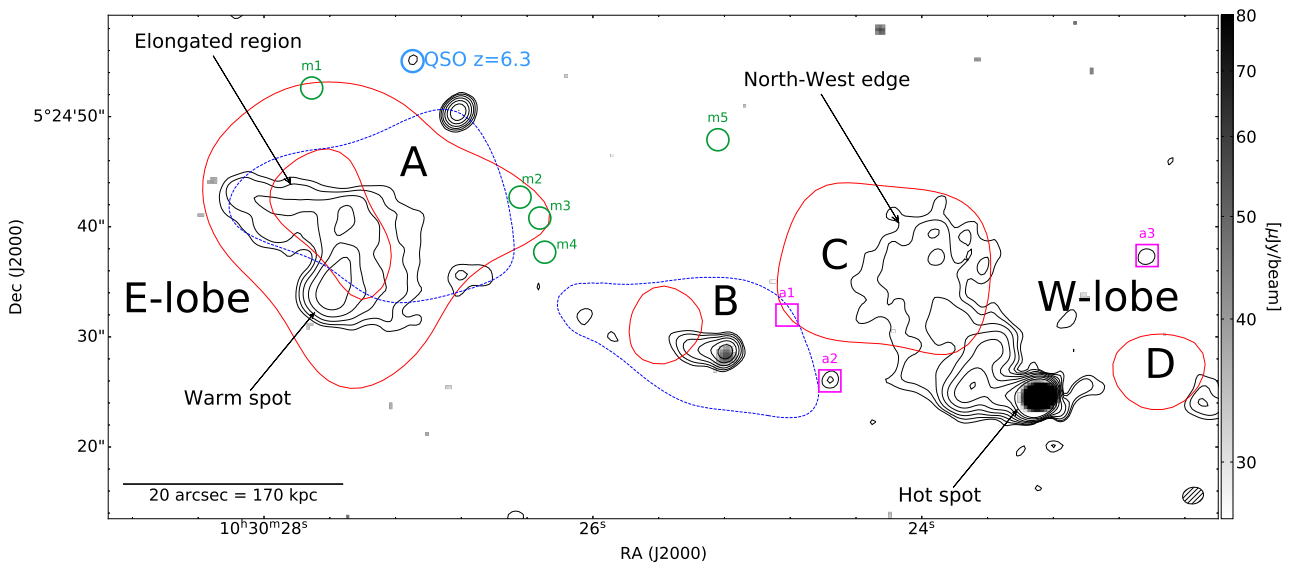 Elongated region
QSO z=6.3
m1
North-West edge
5°24'50"
m5
A
m2
m3
m4
40"
C
a3
E-lobe
B
a1
W-lobe
30"
a2
D
Warm spot
20"
20 arcsec = 170 kpc
Hot spot
10ʰ30ᵐ28ˢ
26ˢ
24ˢ
RA (J2000)
Dec (J2000)
80
70
60
50
40
30
[μJy/beam]